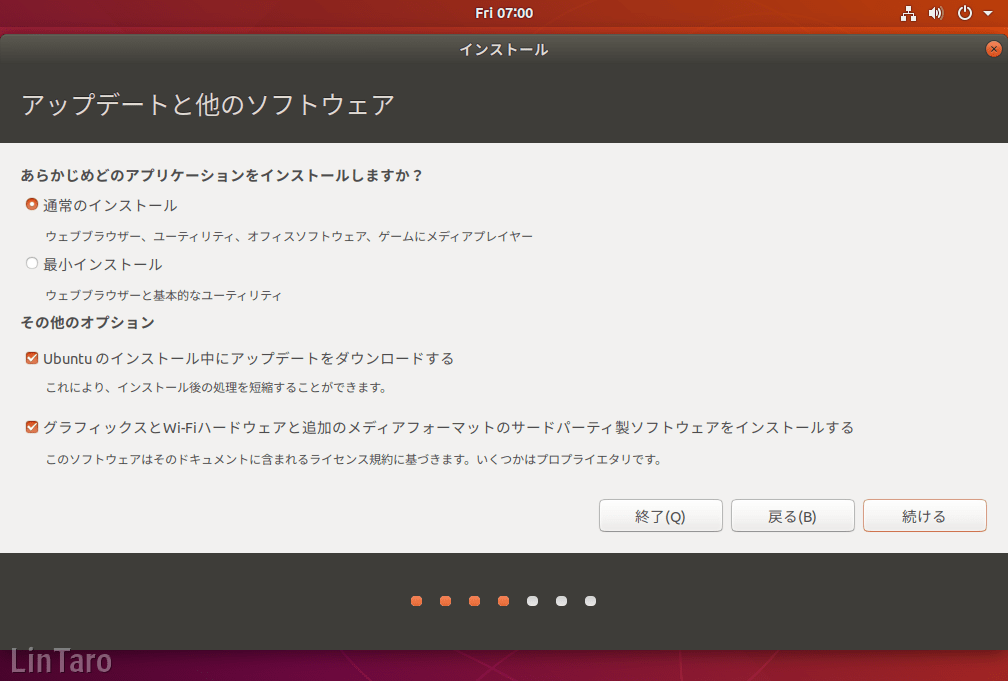 Fri 07:00
インストール
アップデートと他のソフトウェア
あらかじめどのアプリケーションをインストールしますか？
通常のインストール
ウェブブラウザー、ユーティリティ、オフィスソフトウェア、ゲームにメディアプレイヤー
最小インストール
ウェブブラウザーと基本的なユーティリティ
その他のオプション
Ubuntu のインストール中にアップデートをダウンロードする
これにより、インストール後の処理を短縮することができます。
グラフィックスとWi-Fiハードウェアと追加のメディアフォーマットのサードパーティ製ソフトウェアをインストールする
このソフトウェアはそのドキュメントに含まれるライセンス規約に基づきます。いくつかはプロプライエタリです。
終了(Q) 戻る(B) 続ける
LinTaro